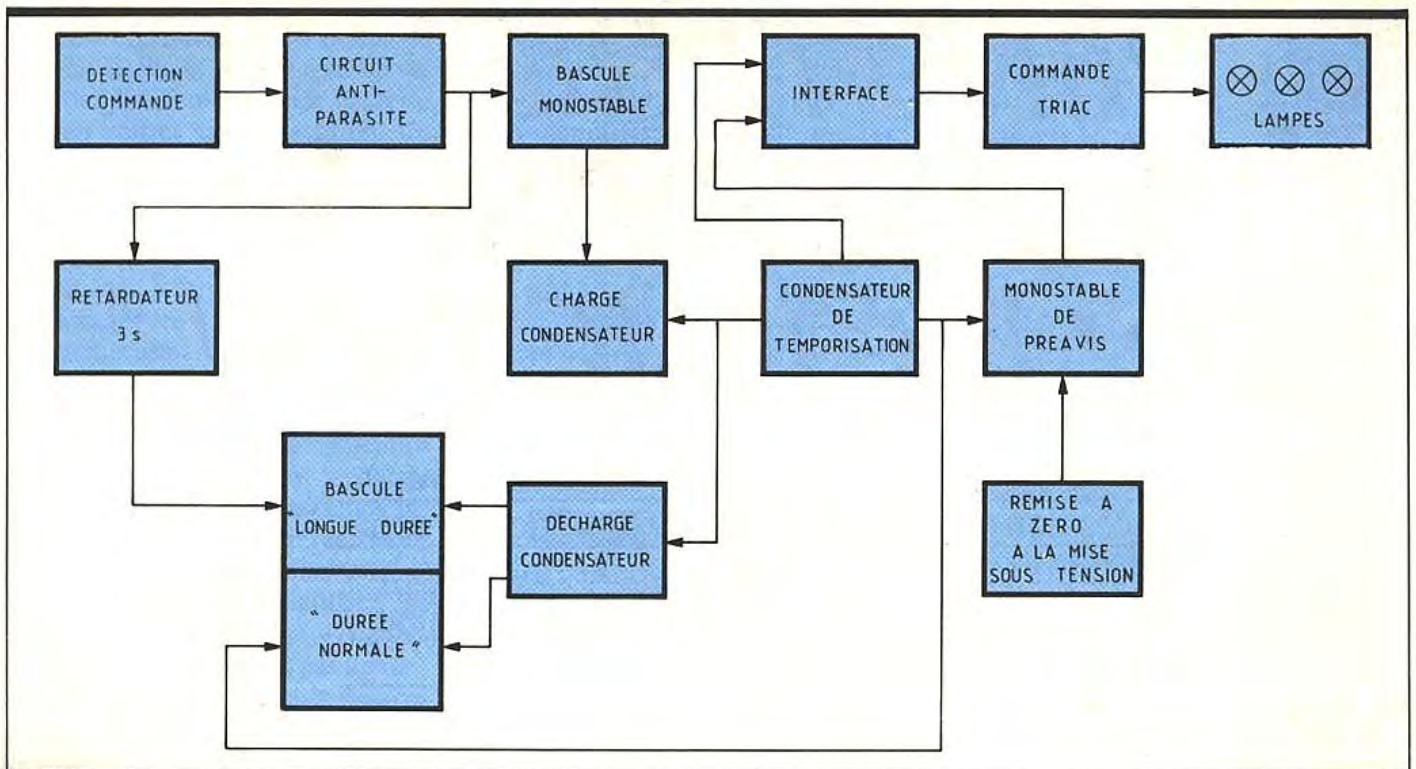 DETECTION
COMMANDE
CIRCUIT
ANTI-
PARASITE
BASCULE
MONOSTABLE
INTERFACE
COMMANDE
TRIAC
LAMPES
RETARDATEUR
3 s
CHARGE
CONDENSATEUR
CONDENSATEUR
DE
TEMPORISATION
MONOSTABLE
DE
PREAVIS
BASCULE
"LONGUE DUREE"
"DUREE
NORMALE"
DECHARGE
CONDENSATEUR
REMISE A
ZERO
A LA MISE
SOUS TENSION